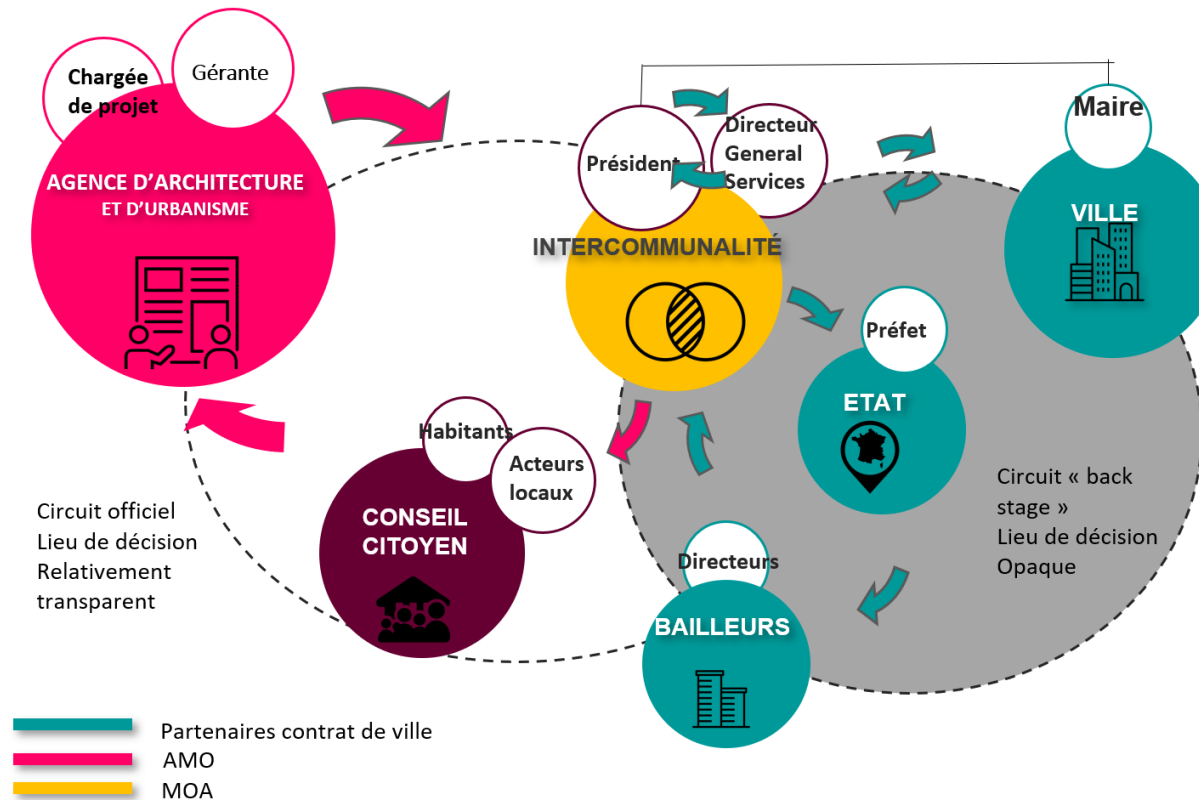 Chargée
de projet
Gérante
AGENCE D'ARCHITECTURE
ET D'URBANISME
Président
Directeur
General
Services
INTERCOMMUNALITÉ
Maire
VILLE
Préfet
ETAT
Habitants
Acteurs
locaux
CONSEIL
CITOYEN
Directeurs
BAILLEURS
Circuit officiel
Lieu de décision
Relativement
transparent
Circuit « back
stage »
Lieu de décision
Opaque
Partenaires contrat de ville
AMO
MOA